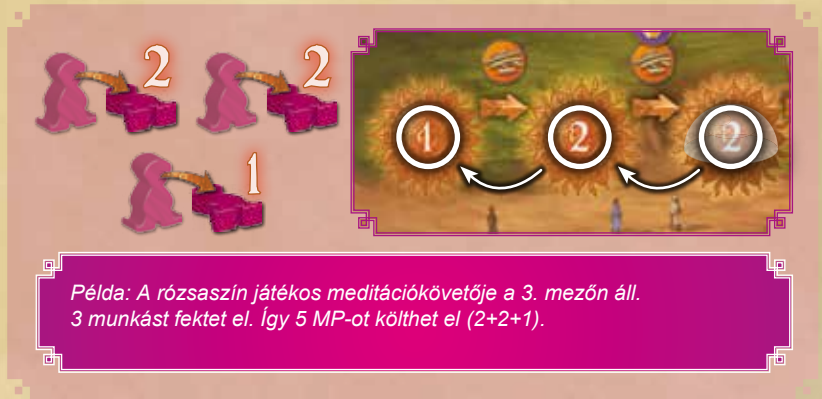 2 2
1
1 2 2
Példa: A rózsaszín játékos meditációkövetője a 3. mezőn áll.
3 munkást fektet el. Így 5 MP-ot költhet el (2+2+1).